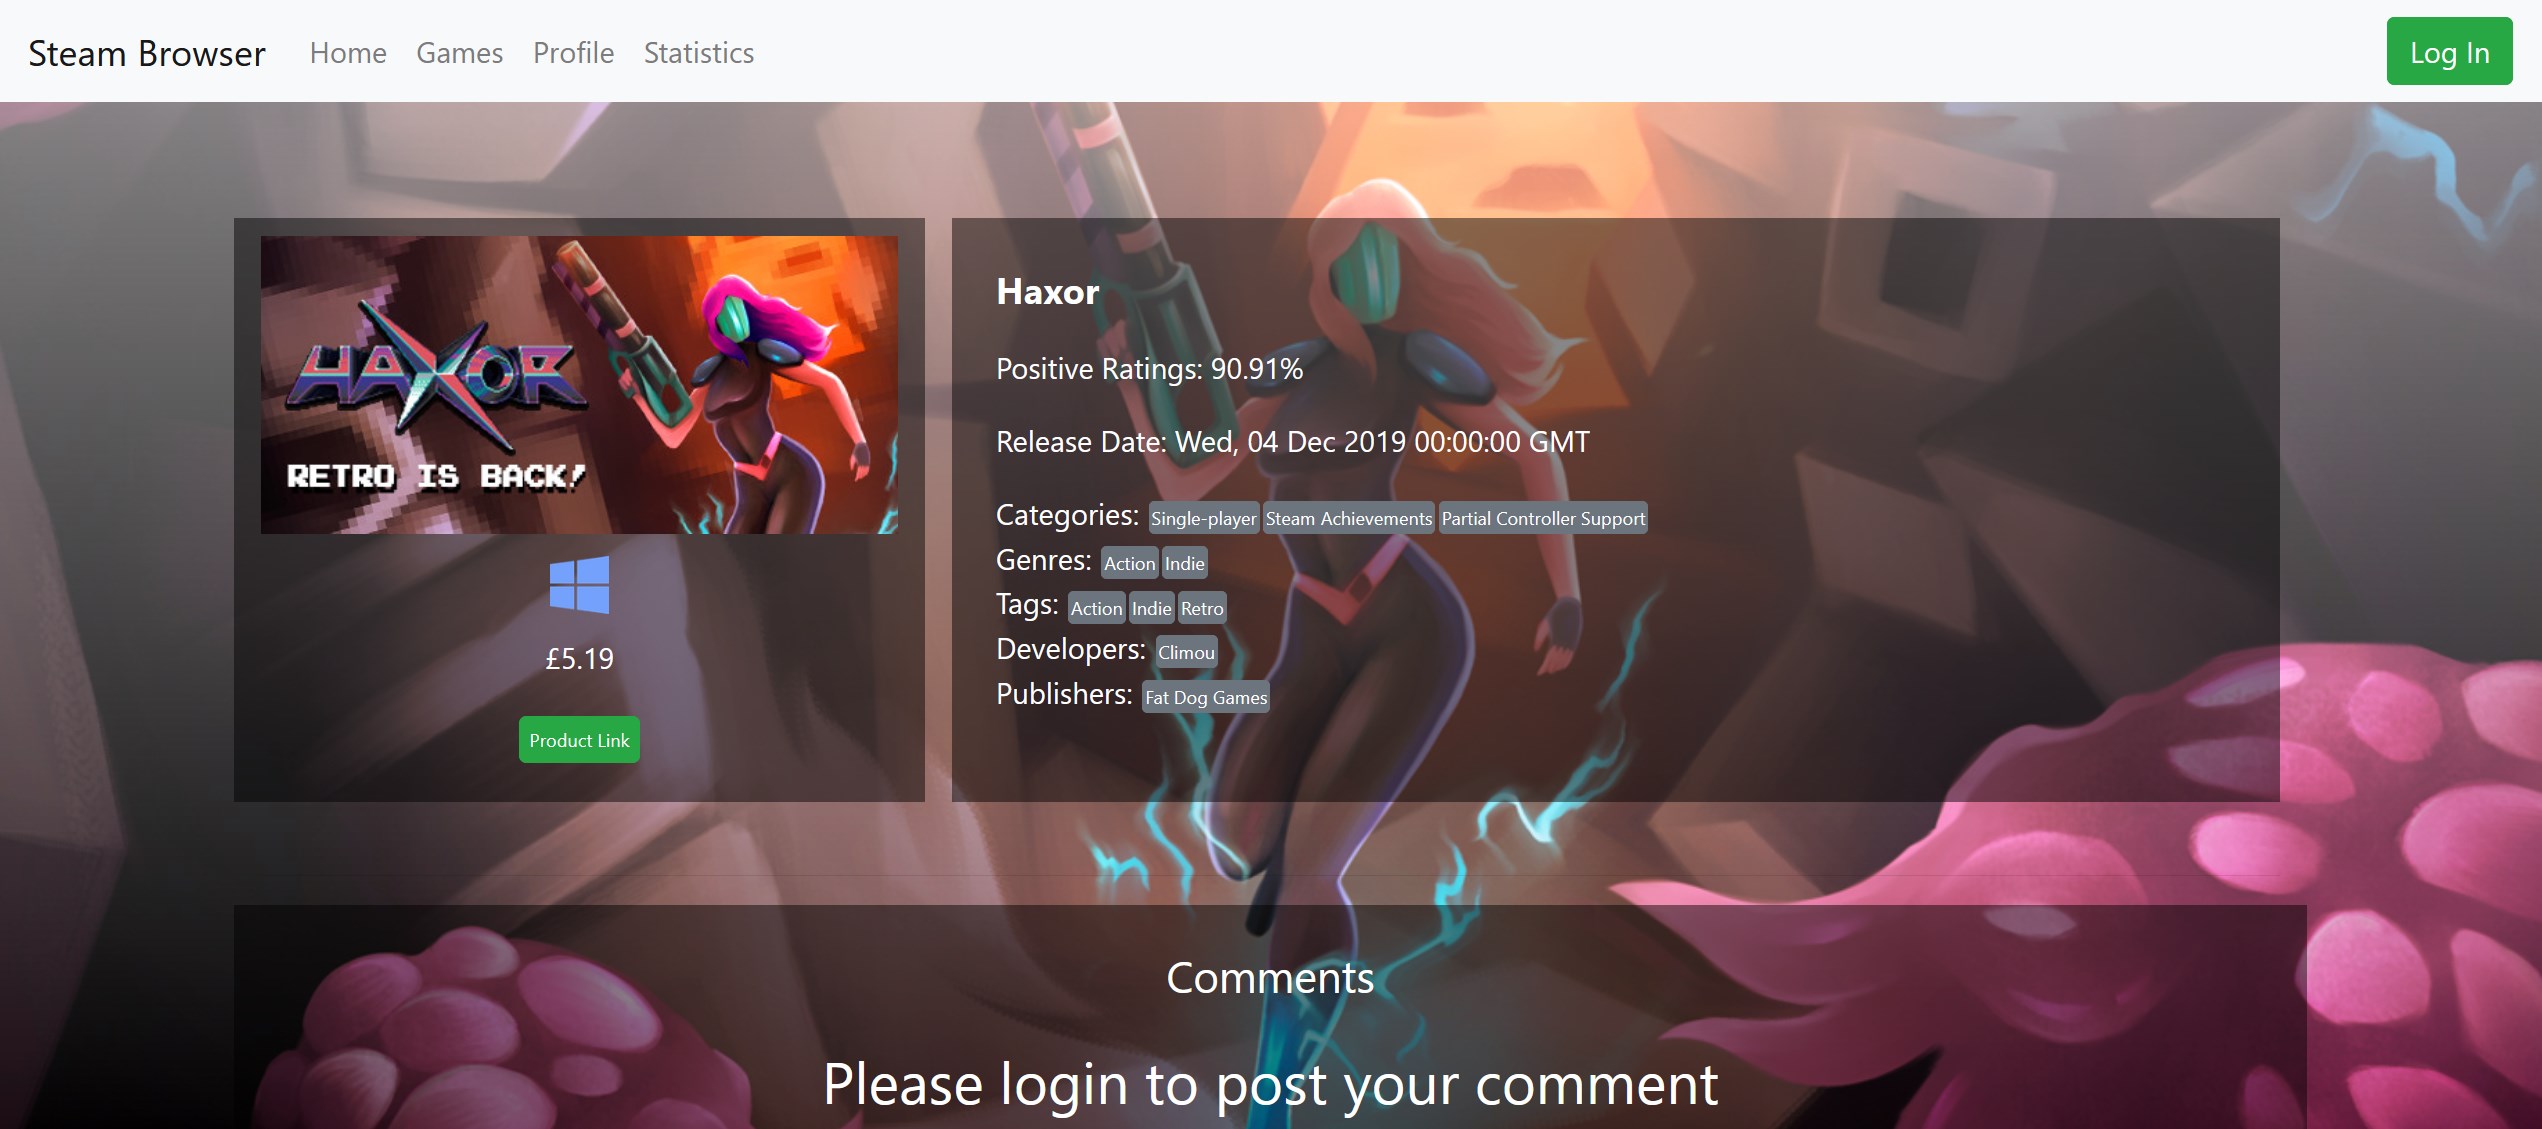 Steam Browser Home Games Profile Statistics Log In
HAXOR
RETRO IS BACK!
£5.19
Product Link
Haxor
Positive Ratings: 90.91%
Release Date: Wed, 04 Dec 2019 00:00:00 GMT
Categories: Single-player Steam Achievements Partial Controller Support
Genres: Action Indie
Tags: Action Indie Retro
Developers: Climou
Publishers: Fat Dog Games
Comments
Please login to post your comment